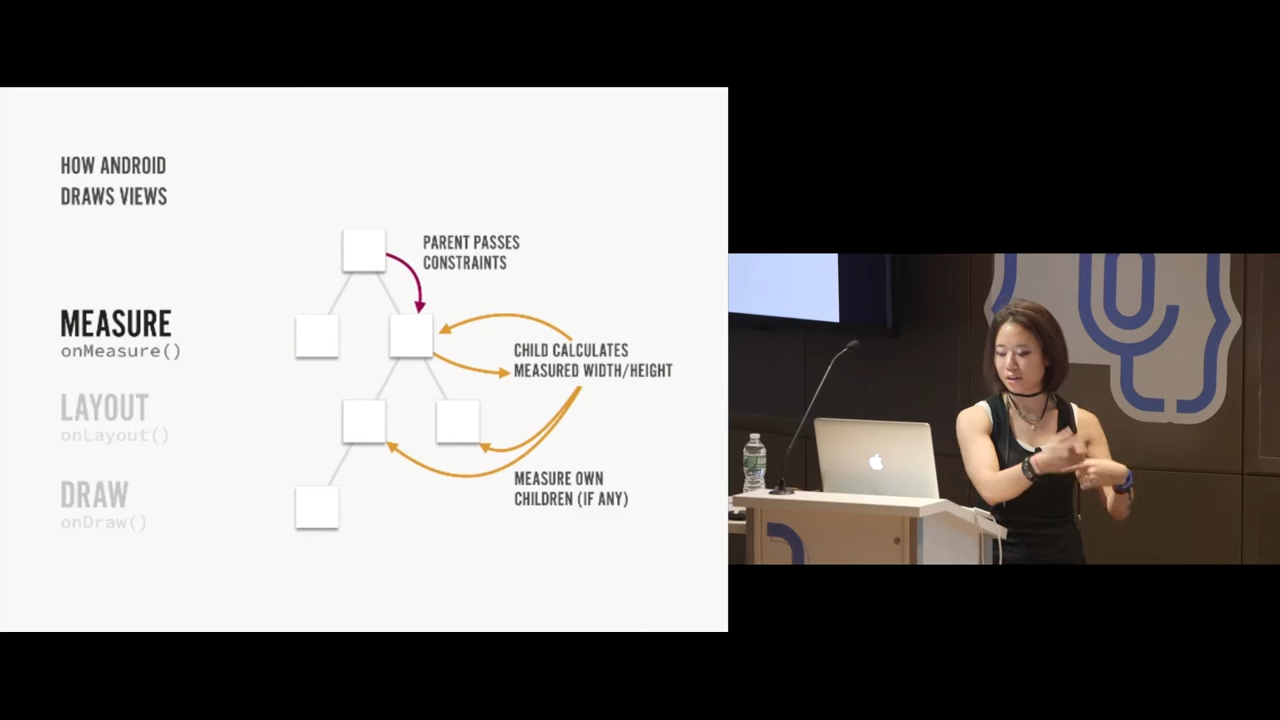 HOW ANDROID
DRAWS VIEWS
PARENT PASSES
CONSTRAINTS
MEASURE
onMeasure()
CHILD CALCULATES
MEASURED WIDTH/HEIGHT
LAYOUT
onLayout()
MEASURE OWN
CHILDREN (IF ANY)
DRAW
onDraw()